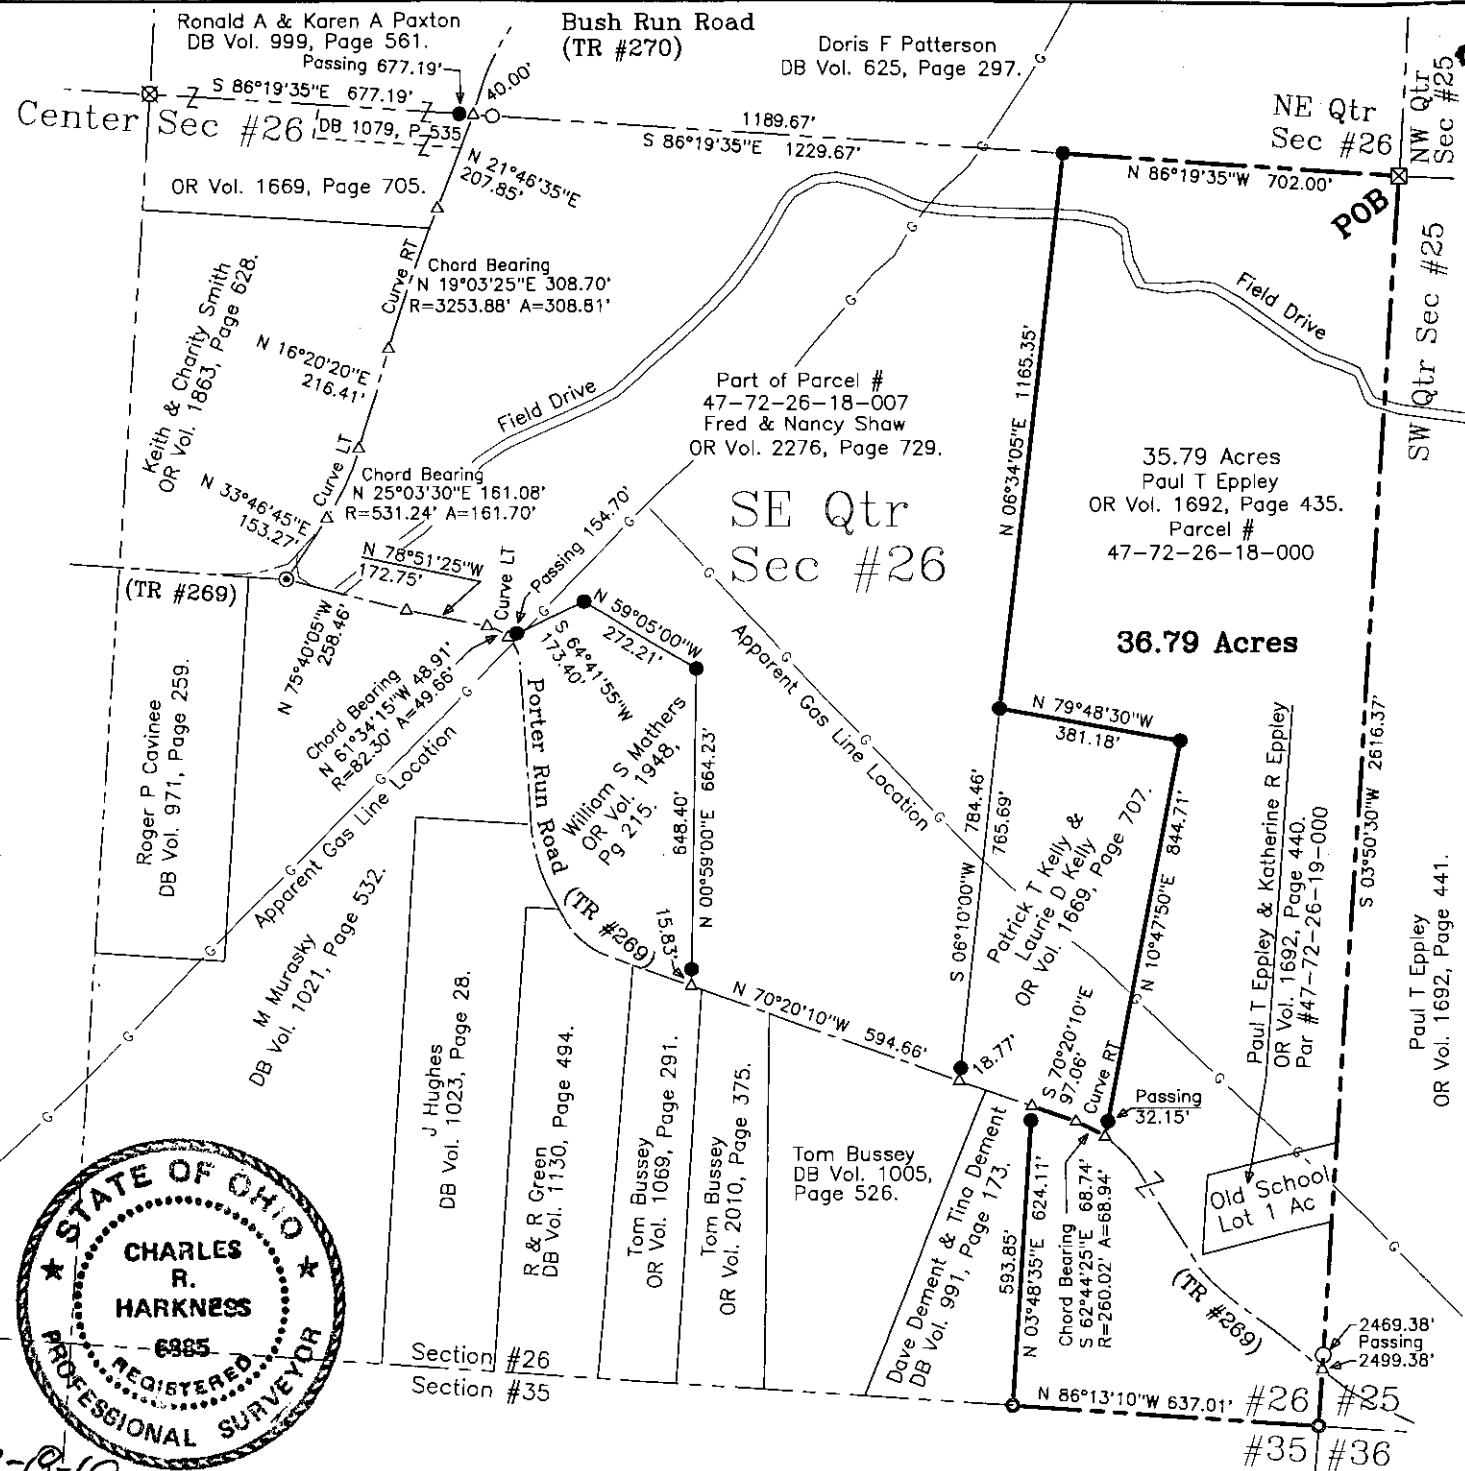 Ronald A & Karen A Paxton
DB Vol. 999, Page 561.
Passing 677.19'
Bush Run Road
(TR #270)
Doris F Patterson
DB Vol. 625, Page 297.
S 86°19'35"E 677.19'
40.00'
Center Sec #26
DB 1079, P 535
1189.67'
S 86°19'35"E 1229.67'
NE Qtr
Sec #26
NW Qtr
Sec #25
N 86°19'35"W 702.00'
POB
SW Qtr Sec #25
OR Vol. 1669, Page 705.
N 21°46'35"E
207.85'
Curve RT
Chord Bearing
N 19°03'25"E 308.70'
R=3253.88' A=308.81'
Keith & Charity Smith
OR Vol. 1863, Page 628.
N 16°20'20"E
216.41'
Field Drive
Field Drive
Part of Parcel #
47-72-26-18-007
Fred & Nancy Shaw
OR Vol. 2276, Page 729.
N 06°34'05"E 1165.35'
35.79 Acres
Paul T Eppley
OR Vol. 1692, Page 435.
Parcel #
47-72-26-18-000
Curve LT
Chord Bearing
N 25°03'30"E 161.08'
R=531.24' A=161.70'
N 33°46'45"E
153.27'
SE Qtr
Sec #26
N 78°51'25"W
172.75'
Curve LT
Passing 154.70'
(TR #269)
N 75°40'05"W
258.46'
N 59°05'00"W
272.21'
S 64°41'55"W
173.40'
Apparent Gas Line Location
36.79 Acres
Chord Bearing
N 61°34'15"W 48.91'
R=82.30' A=49.66'
Porter Run Road (TR #269)
William S Mathers
OR Vol. 1948,
Pg 215.
N 00°59'00"E 664.23'
648.40'
15.83'
N 79°48'30"W
381.18'
Roger P Cavinee
DB Vol. 971, Page 259.
Apparent Gas Line Location
S 06°10'00"W 784.46'
765.69'
Patrick T Kelly &
Laurie D Kelly
OR Vol. 1669, Page 707.
N 10°47'50"E 844.71'
Paul T Eppley & Katherine R Eppley
OR Vol. 1692, Page 440.
Par #47-72-26-19-000
S 03°50'30"W 2616.37'
Paul T Eppley
OR Vol. 1692, Page 441.
M Murasky
DB Vol. 1021, Page 532.
J Hughes
DB Vol. 1023, Page 28.
R & R Green
DB Vol. 1130, Page 494.
Tom Bussey
OR Vol. 1069, Page 291.
Tom Bussey
OR Vol. 2010, Page 375.
N 70°20'10"W 594.66'
18.77'
S 70°20'10"E
97.06'
Curve RT
Passing
32.15'
Tom Bussey
DB Vol. 1005,
Page 526.
Dave Dement & Tina Dement
DB Vol. 991, Page 173.
593.85'
N 03°48'35"E 624.11'
Chord Bearing
S 62°44'25"E 68.74'
R=260.02' A=68.94'
Old School
Lot 1 Ac
(TR #269)
2469.38'
Passing
2499.38'
STATE OF OHIO
CHARLES
R.
HARKNESS
6885
REGISTERED
PROFESSIONAL SURVEYOR
Section #26
Section #35
N 86°13'10"W 637.01'
#26 #25
#35 #36